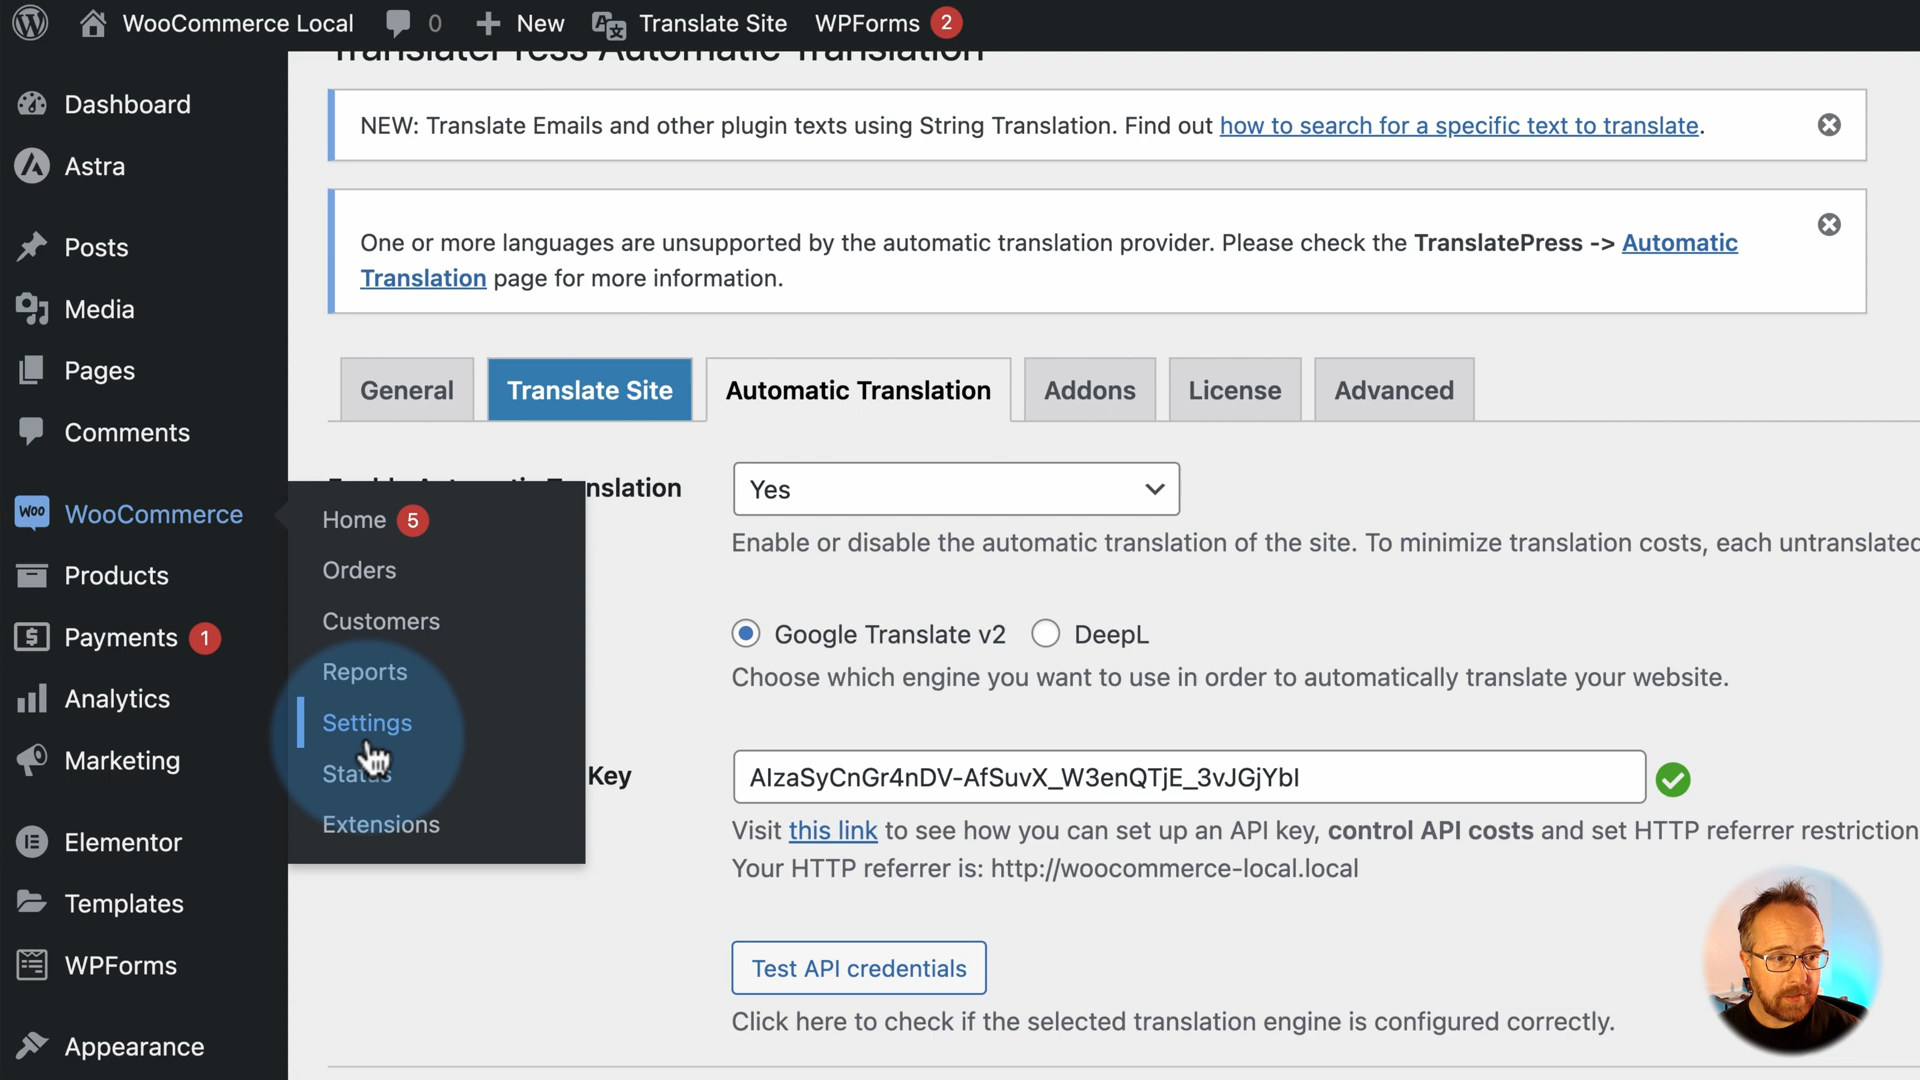 WooCommerce Local
0
New
Translate Site
WPForms
2
TranslatePress Automatic Translation
Dashboard
Astra
Posts
Media
Pages
Comments
Woo
WooCommerce
Products
Payments
1
Analytics
Marketing
Elementor
Templates
WPForms
Appearance
Home
5
Orders
Customers
Reports
Settings
Status
Extensions
NEW: Translate Emails and other plugin texts using String Translation. Find out how to search for a specific text to translate.
One or more languages are unsupported by the automatic translation provider. Please check the TranslatePress -> Automatic
Translation page for more information.
General
Translate Site
Automatic Translation
Addons
License
Advanced
Enable Automatic Translation
Yes
Enable or disable the automatic translation of the site. To minimize translation costs, each untranslated
Google Translate v2
DeepL
Choose which engine you want to use in order to automatically translate your website.
Key
AIzaSyCnGr4nDV-AfSuvX_W3enQTjE_3vJGjYbI
Visit this link to see how you can set up an API key, control API costs and set HTTP referrer restriction
Your HTTP referrer is: http://woocommerce-local.local
Test API credentials
Click here to check if the selected translation engine is configured correctly.